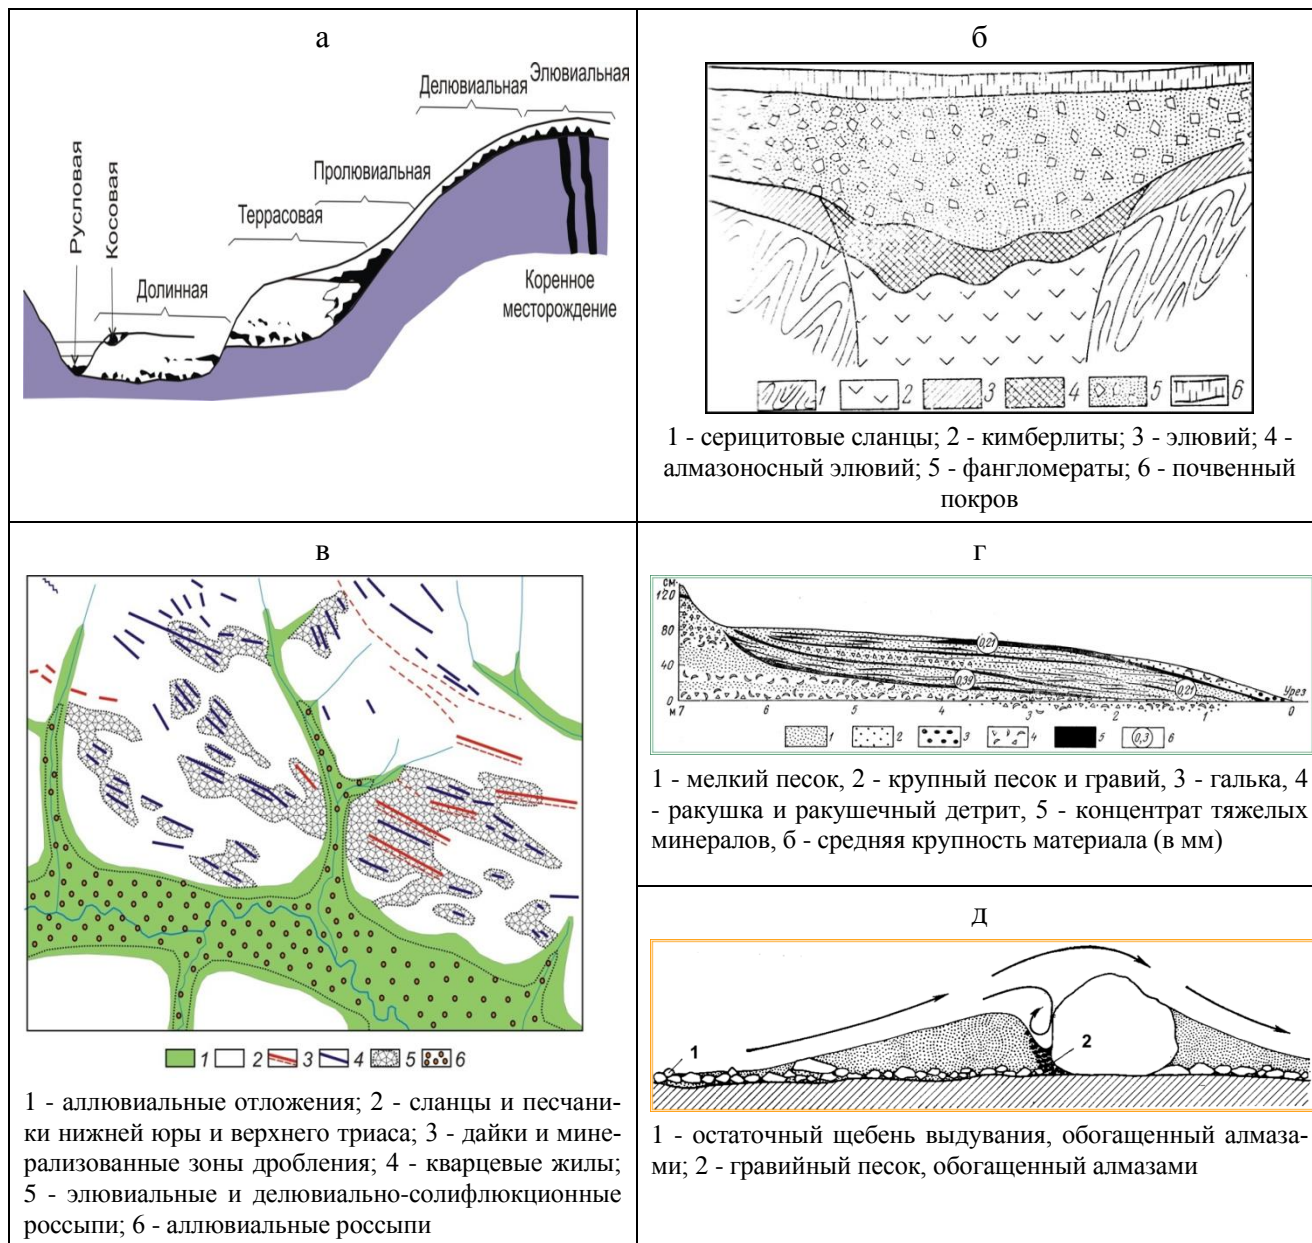 а
Делювиальная
Элювиальная
Пролювиальная
Террасовая
Русловая
Косовая
Долинная
Коренное
месторождение
б
1 2 3 4 5 6
1 - серицитовые сланцы; 2 - кимберлиты; 3 - элювий; 4 -
алмазоносный элювий; 5 - фангломераты; 6 - почвенный
покров
в
1 2 3 4 5 6
1 - аллювиальные отложения; 2 - сланцы и песчани-
ки нижней юры и верхнего триаса; 3 - дайки и мине-
рализованные зоны дробления; 4 - кварцевые жилы;
5 - элювиальные и делювиально-солифлюкционные
россыпи; 6 - аллювиальные россыпи
г
см
120
80
40
0
0,21
0,39
0,21
Урез
м 7 6 5 4 3 2 1 0
1 2 3 4 5 0,3 6
1 - мелкий песок, 2 - крупный песок и гравий, 3 - галька, 4
- ракушка и ракушечный детрит, 5 - концентрат тяжелых
минералов, б - средняя крупность материала (в мм)
д
1
2
1 - остаточный щебень выдувания, обогащенный алмаза-
ми; 2 - гравийный песок, обогащенный алмазами